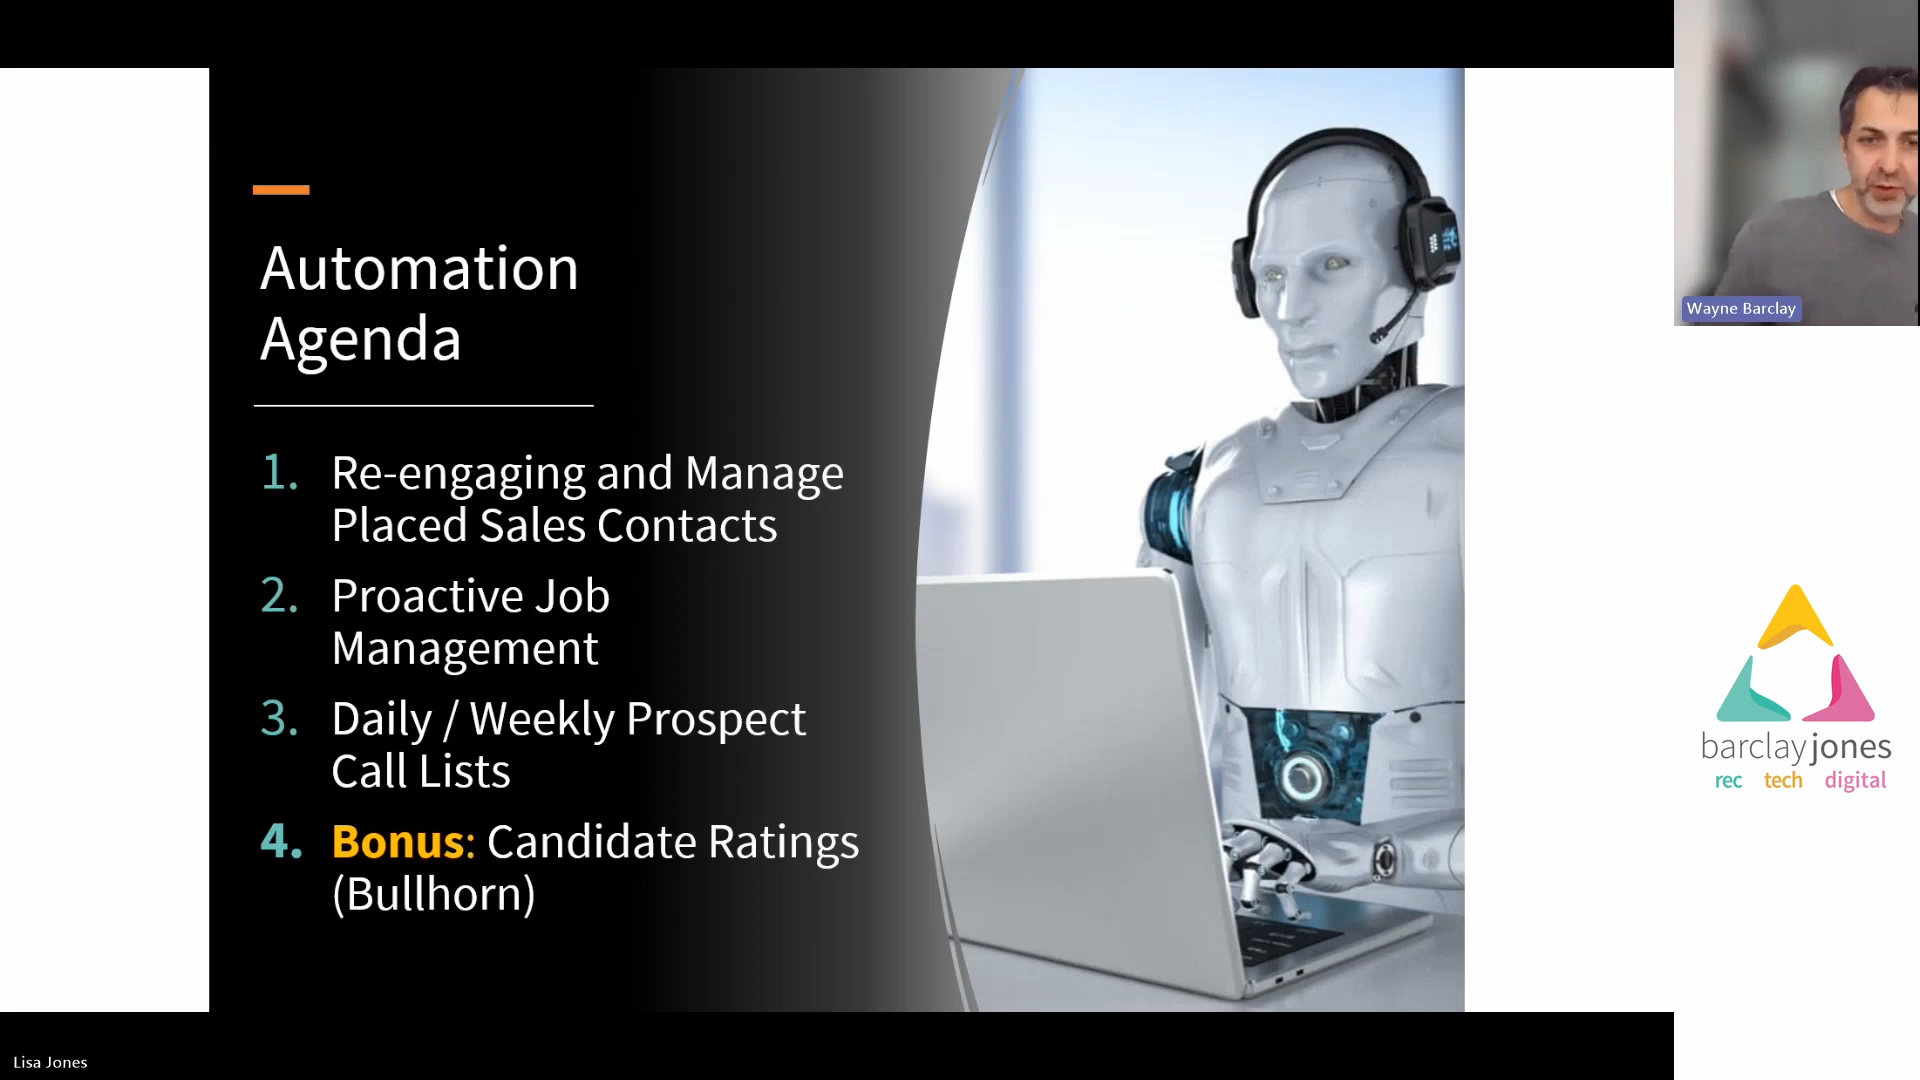 Automation
Agenda
1. Re-engaging and Manage
Placed Sales Contacts
2. Proactive Job
Management
3. Daily / Weekly Prospect
Call Lists
4. Bonus: Candidate Ratings
(Bullhorn)
Wayne Barclay
barclayjones
rec tech digital
Lisa Jones